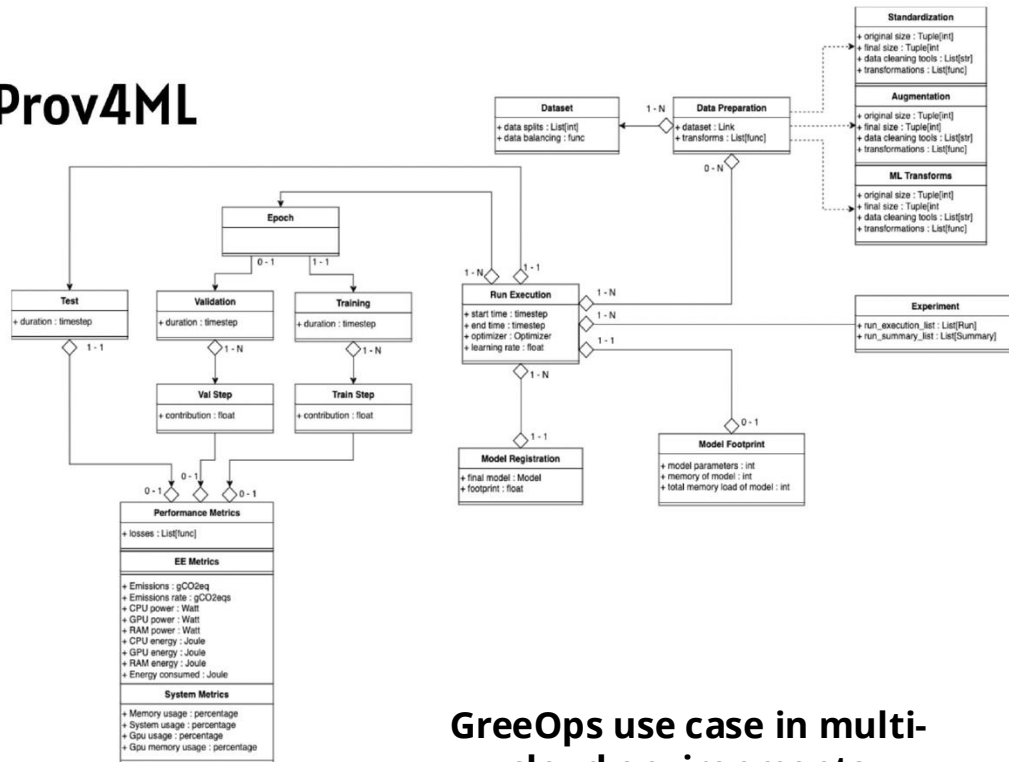 Prov4ML
Standardization
+ original size : Tuple[int]
+ final size : Tuple[int
+ data cleaning tools : List[str]
+ transformations : List[func]
Augmentation
+ original size : Tuple[int]
+ final size : Tuple[int]
+ data cleaning tools : List[str]
+ transformations : List[func]
ML Transforms
+ original size : Tuple[int]
+ final size : Tuple[int
+ data cleaning tools : List[str]
+ transformations : List[func]
Dataset
+ data splits : List[int]
+ data balancing : func
1 - N
Data Preparation
+ dataset : Link
+ transforms : List[func]
0 - N
Epoch
0 - 1
1 - 1
1 - N
1 - 1
Test
+ duration : timestep
1 - 1
Validation
+ duration : timestep
1 - N
Training
+ duration : timestep
1 - N
Run Execution
+ start time : timestep
+ end time : timestep
+ optimizer : Optimizer
+ learning rate : float
1 - N
1 - N
1 - 1
1 - N
Experiment
+ run_execution_list : List[Run]
+ run_summary_list : List[Summary]
Val Step
+ contribution : float
Train Step
+ contribution : float
1 - 1
Model Registration
+ final model : Model
+ footprint : float
0 - 1
Model Footprint
+ model parameters : int
+ memory of model : int
+ total memory load of model : int
0 - 1
0 - 1
0 - 1
Performance Metrics
+ losses : List[func]
EE Metrics
+ Emissions : gCO2eq
+ Emissions rate : gCO2eqs
+ CPU power : Watt
+ GPU power : Watt
+ RAM power : Watt
+ CPU energy : Joule
+ GPU energy : Joule
+ RAM energy : Joule
+ Energy consumed : Joule
System Metrics
+ Memory usage : percentage
+ System usage : percentage
+ Gpu usage : percentage
+ Gpu memory usage : percentage
GreeOps use case in multi-
cloud environments